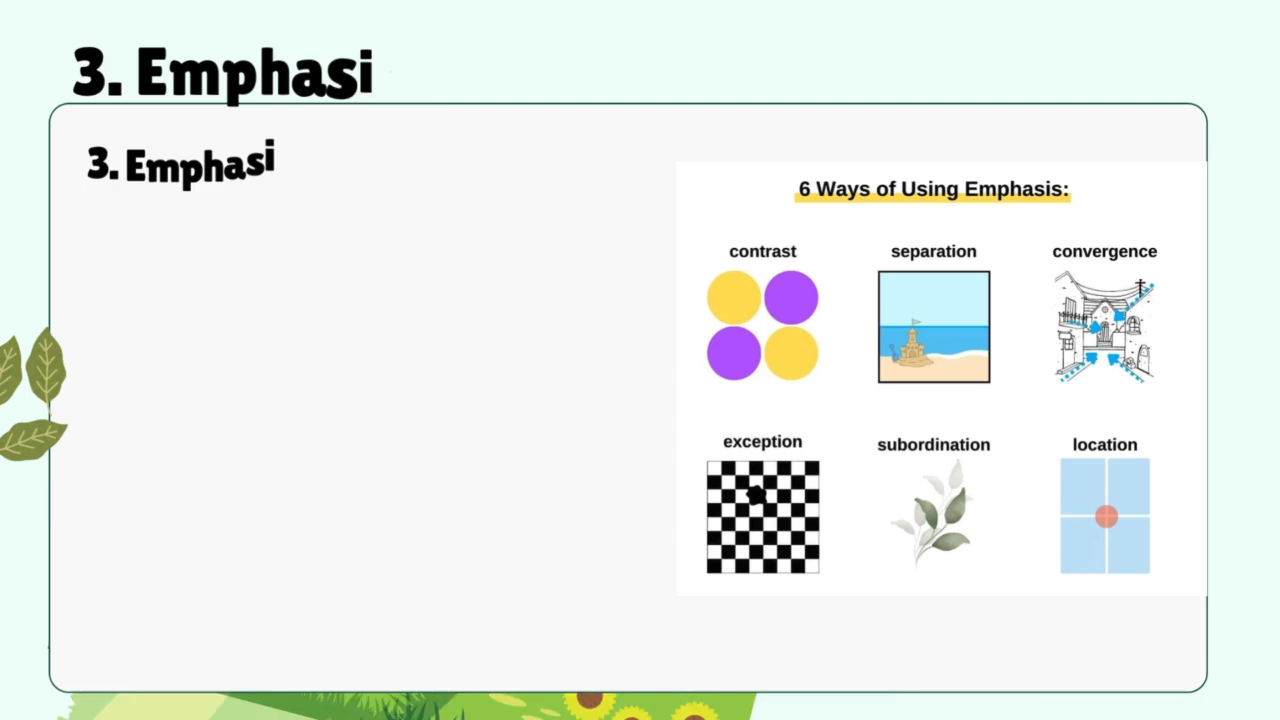 3. Emphasi
3. Emphasi
6 Ways of Using Emphasis:
contrast separation convergence
exception subordination location